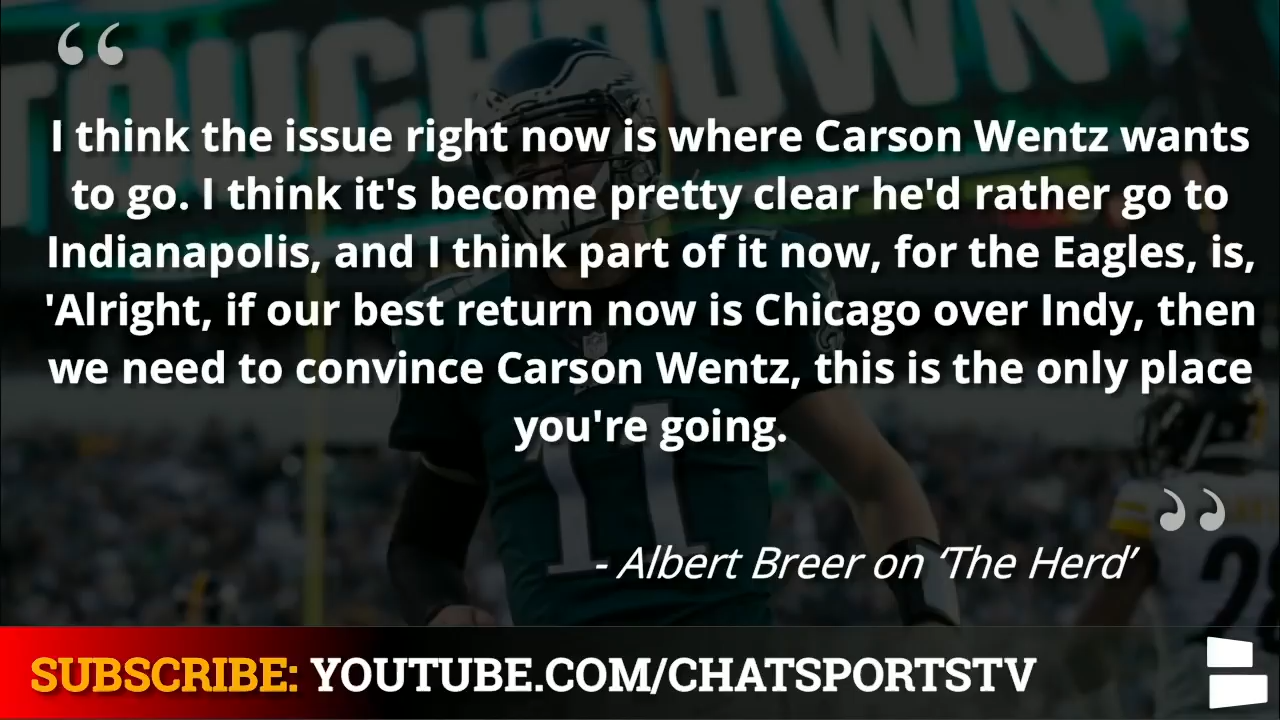 TOUCHDOWN
“
I think the issue right now is where Carson Wentz wants
to go. I think it's become pretty clear he'd rather go to
Indianapolis, and I think part of it now, for the Eagles, is,
'Alright, if our best return now is Chicago over Indy, then
we need to convince Carson Wentz, this is the only place
you're going.
”
- Albert Breer on ‘The Herd’
11
SUBSCRIBE: YOUTUBE.COM/CHATSPORTSTV